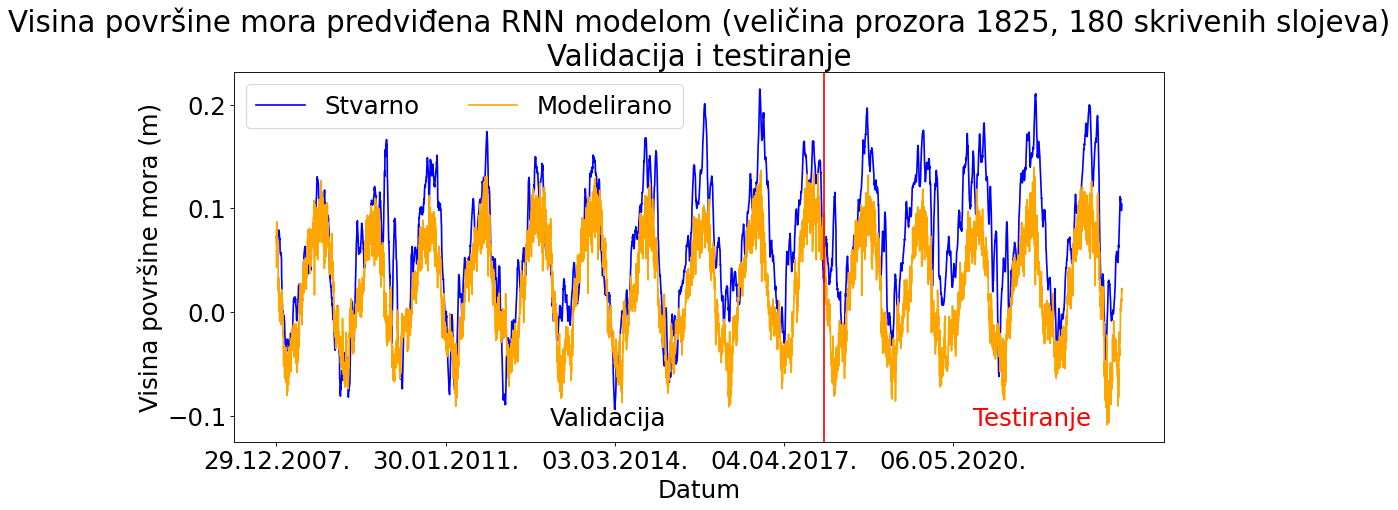 Visina površine mora predviđena RNN modelom (veličina prozora 1825, 180 skrivenih slojeva)
Validacija i testiranje
Stvarno
Modelirano
Visina površine mora (m)
0.2
0.1
0.0
−0.1
Validacija
Testiranje
29.12.2007.
30.01.2011.
03.03.2014.
04.04.2017.
06.05.2020.
Datum